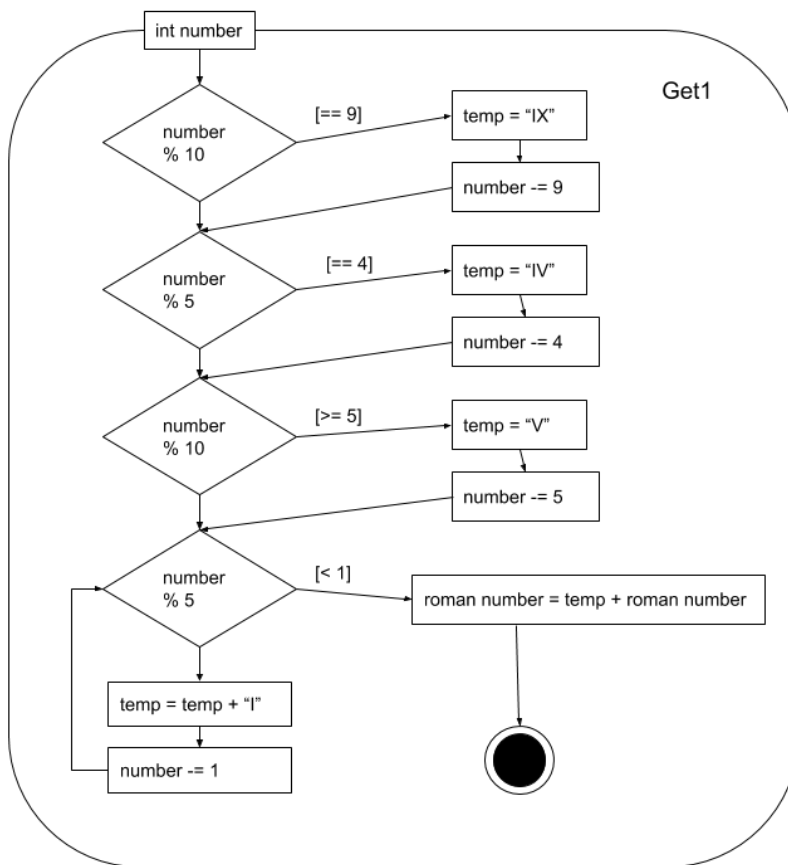 int number
Get1
number
% 10
[== 9]
temp = “IX”
number -= 9
number
% 5
[== 4]
temp = “IV”
number -= 4
number
% 10
[>= 5]
temp = “V”
number -= 5
number
% 5
[< 1]
roman number = temp + roman number
temp = temp + “I”
number -= 1